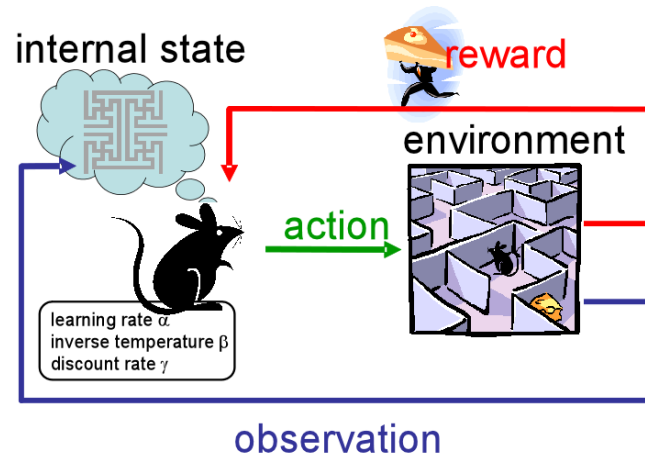 internal state
reward
environment
action
learning rate α
inverse temperature β
discount rate γ
observation